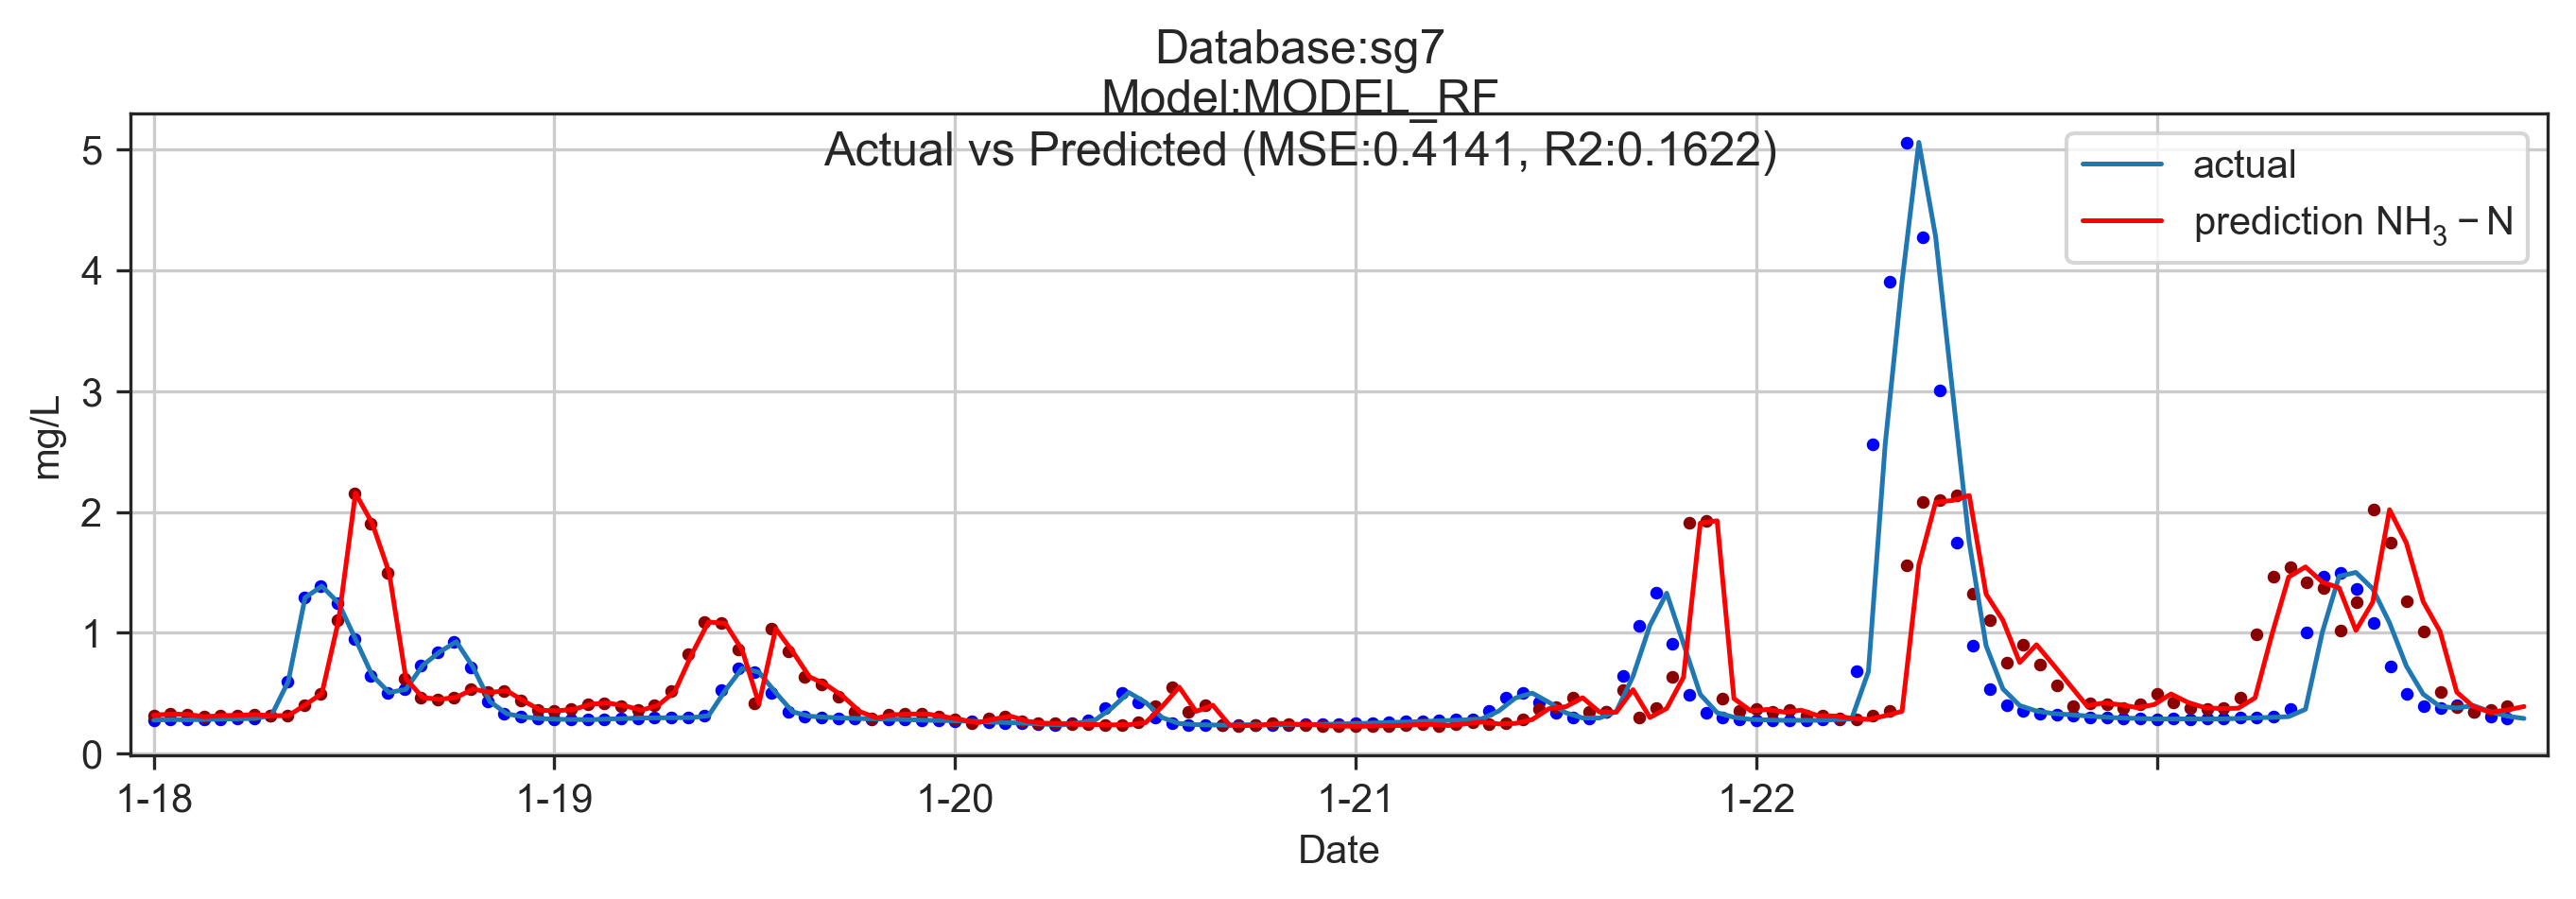 Database:sg7
Model:MODEL_RF
Actual vs Predicted (MSE:0.4141, R2:0.1622)
actual
prediction NH₃ − N
5
4
3
2
1
0
mg/L
1-18 1-19 1-20 1-21 1-22
Date